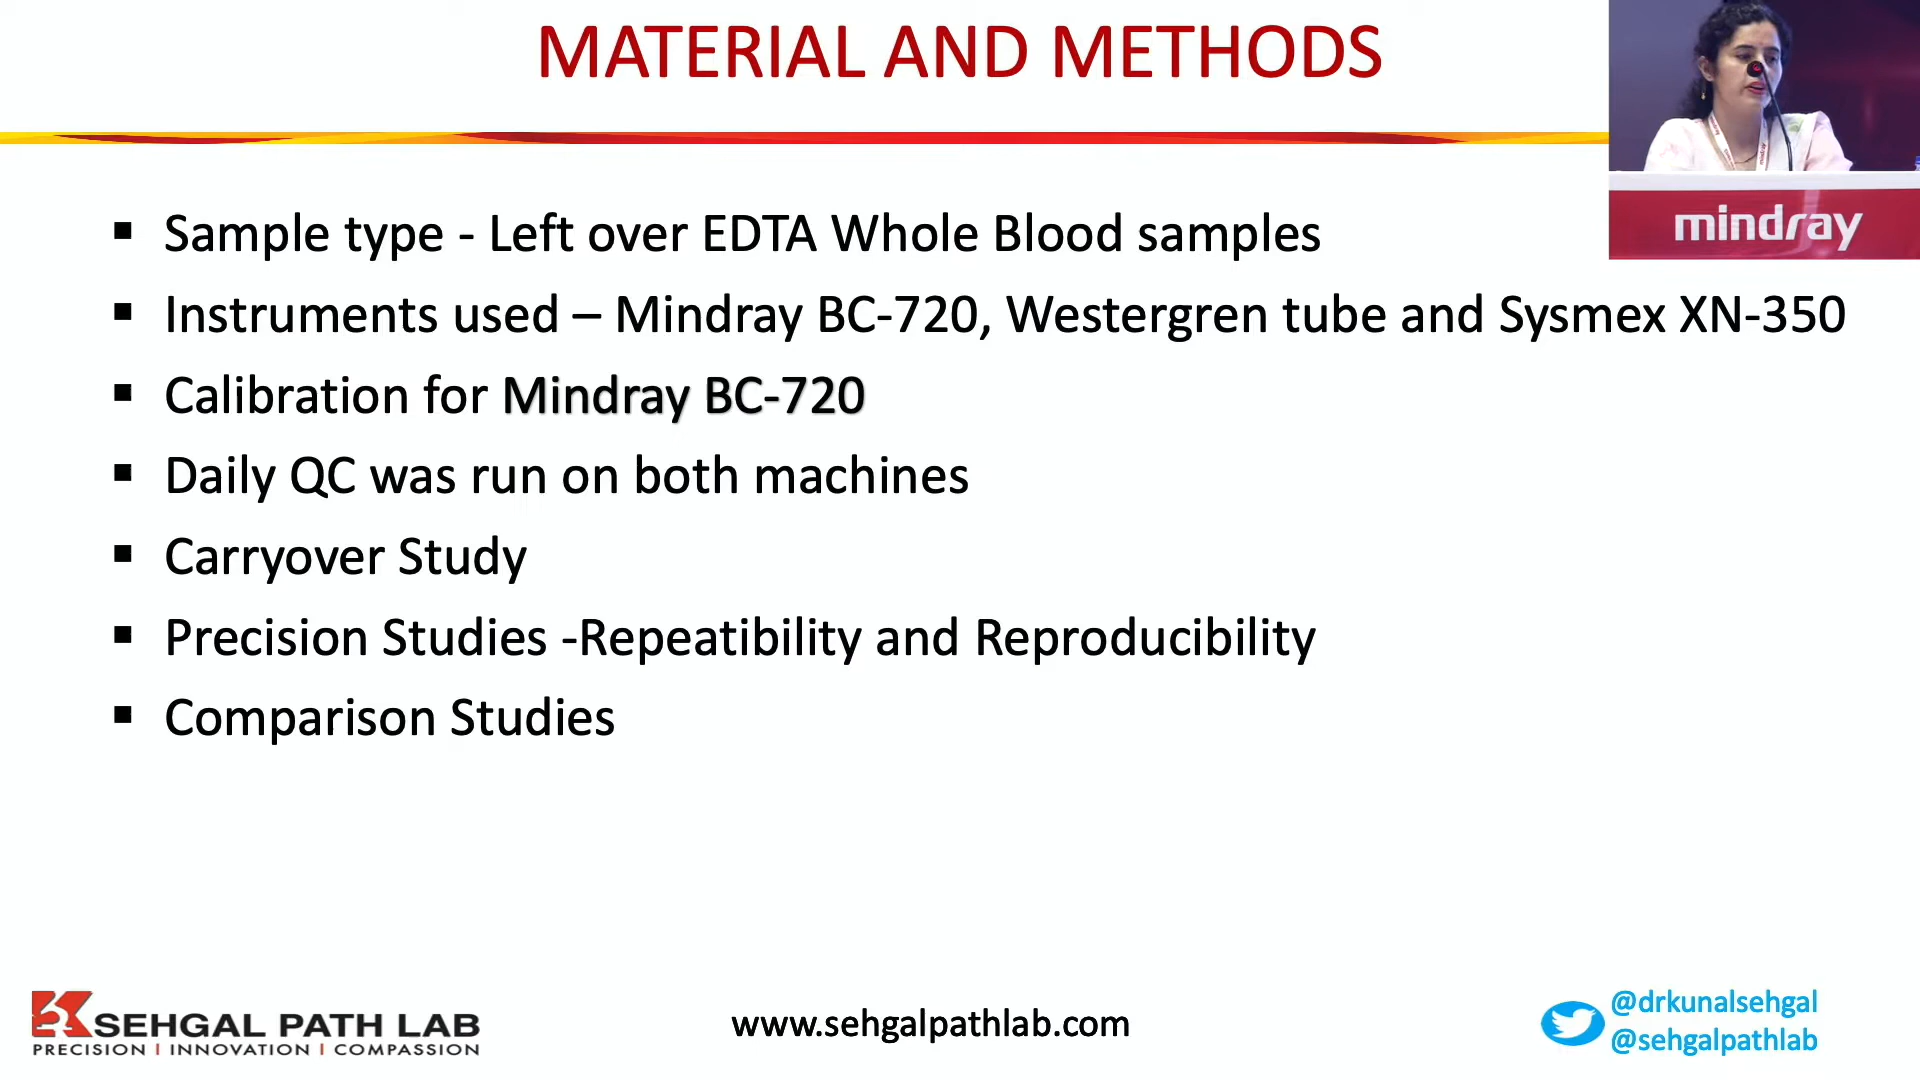 MATERIAL AND METHODS
mindray
▪ Sample type - Left over EDTA Whole Blood samples
▪ Instruments used – Mindray BC-720, Westergren tube and Sysmex XN-350
▪ Calibration for Mindray BC-720
▪ Daily QC was run on both machines
▪ Carryover Study
▪ Precision Studies -Repeatibility and Reproducibility
▪ Comparison Studies
SEHGAL PATH LAB
PRECISION I INNOVATION I COMPASSION
www.sehgalpathlab.com
@drkunalsehgal
@sehgalpathlab